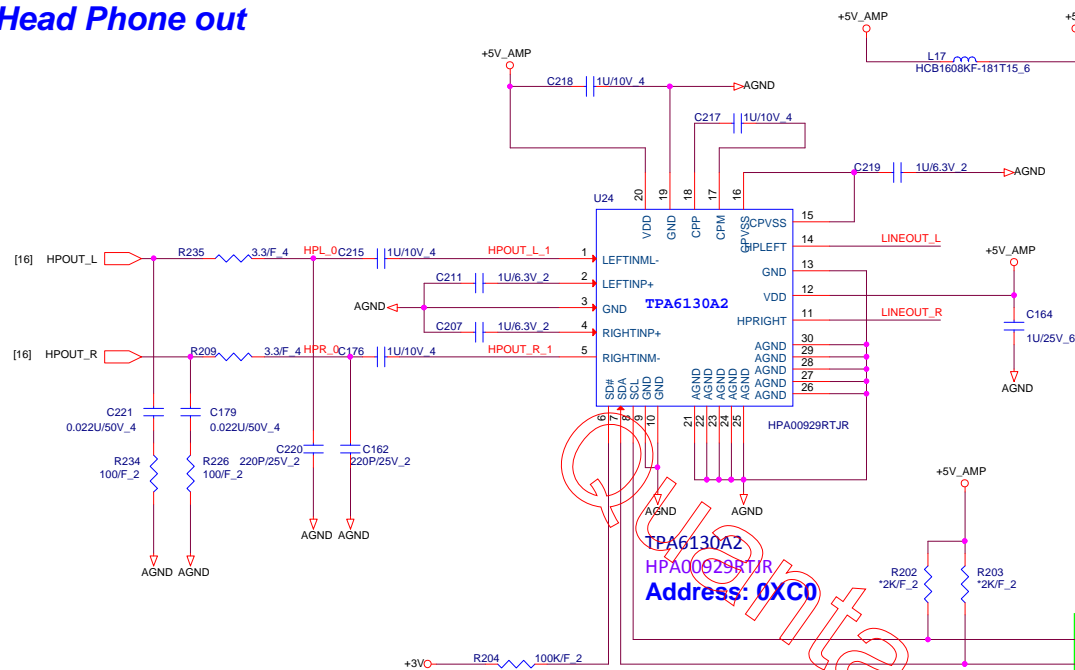 Head Phone out
+5V_AMP
+5
L17
HCB1608KF-181T15_6
+5V_AMP
C218
1U/10V_4
AGND
C217
1U/10V_4
C219
1U/6.3V_2
AGND
U24
20
19
18
17
16
VDD
GND
CPP
CPM
CPVSS
CPVSS
15
HPLEFT
14
LINEOUT_L
GND
13
VDD
12
HPRIGHT
11
LINEOUT_R
AGND
30
AGND
29
AGND
28
AGND
27
AGND
26
+5V_AMP
C164
1U/25V_6
AGND
[16] HPOUT_L
R235
3.3/F_4
HPL_0
C215
1U/10V_4
HPOUT_L_1
1
LEFTINML-
C211
1U/6.3V_2
2
LEFTINP+
AGND
3
GND
TPA6130A2
C207
1U/6.3V_2
4
RIGHTINP+
[16] HPOUT_R
R209
3.3/F_4
HPR_0
C176
1U/10V_4
HPOUT_R_1
5
RIGHTINM-
SD#
SDA
SCL
GND
GND
AGND
AGND
AGND
AGND
AGND
6
7
8
9
10
21
22
23
24
25
HPA00929RTJR
C221
0.022U/50V_4
C179
0.022U/50V_4
R234
100/F_2
R226
100/F_2
C220
220P/25V_2
C162
220P/25V_2
AGND
AGND
AGND
AGND
AGND
AGND
TPA6130A2
HPA00929RTJR
Address: 0XC0
Quanta
+5V_AMP
R202
*2K/F_2
R203
*2K/F_2
+3V
R204
100K/F_2